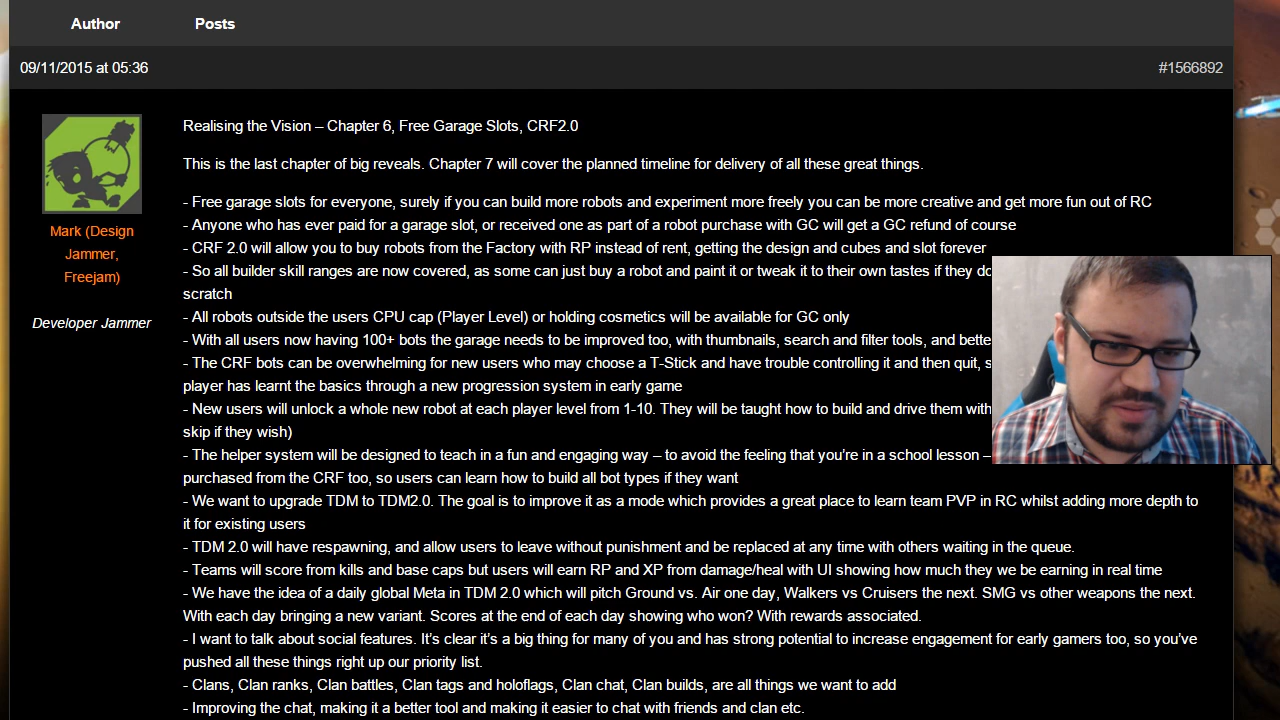 Author Posts
09/11/2015 at 05:36 #1566892
Realising the Vision – Chapter 6, Free Garage Slots, CRF2.0
This is the last chapter of big reveals. Chapter 7 will cover the planned timeline for delivery of all these great things.
Mark (Design
Jammer,
Freejam)
Developer Jammer
- Free garage slots for everyone, surely if you can build more robots and experiment more freely you can be more creative and get more fun out of RC
- Anyone who has ever paid for a garage slot, or received one as part of a robot purchase with GC will get a GC refund of course
- CRF 2.0 will allow you to buy robots from the Factory with RP instead of rent, getting the design and cubes and slot forever
- So all builder skill ranges are now covered, as some can just buy a robot and paint it or tweak it to their own tastes if they
scratch
- All robots outside the users CPU cap (Player Level) or holding cosmetics will be available for GC only
- With all users now having 100+ bots the garage needs to be improved too, with thumbnails, search and filter tools, and
- The CRF bots can be overwhelming for new users who may choose a T-Stick and have trouble controlling it and then quit,
player has learnt the basics through a new progression system in early game
- New users will unlock a whole new robot at each player level from 1-10. They will be taught how to build and drive them
skip if they wish)
- The helper system will be designed to teach in a fun and engaging way – to avoid the feeling that you're in a school lesson –
purchased from the CRF too, so users can learn how to build all bot types if they want
- We want to upgrade TDM to TDM2.0. The goal is to improve it as a mode which provides a great place to learn team PVP in RC whilst adding more depth to
it for existing users
- TDM 2.0 will have respawning, and allow users to leave without punishment and be replaced at any time with others waiting in the queue.
- Teams will score from kills and base caps but users will earn RP and XP from damage/heal with UI showing how much they we be earning in real time
- We have the idea of a daily global Meta in TDM 2.0 which will pitch Ground vs. Air one day, Walkers vs Cruisers the next. SMG vs other weapons the next.
With each day bringing a new variant. Scores at the end of each day showing who won? With rewards associated.
- I want to talk about social features. It's clear it's a big thing for many of you and has strong potential to increase engagement for early gamers too, so you've
pushed all these things right up our priority list.
- Clans, Clan ranks, Clan battles, Clan tags and holoflags, Clan chat, Clan builds, are all things we want to add
- Improving the chat, making it a better tool and making it easier to chat with friends and clan etc.